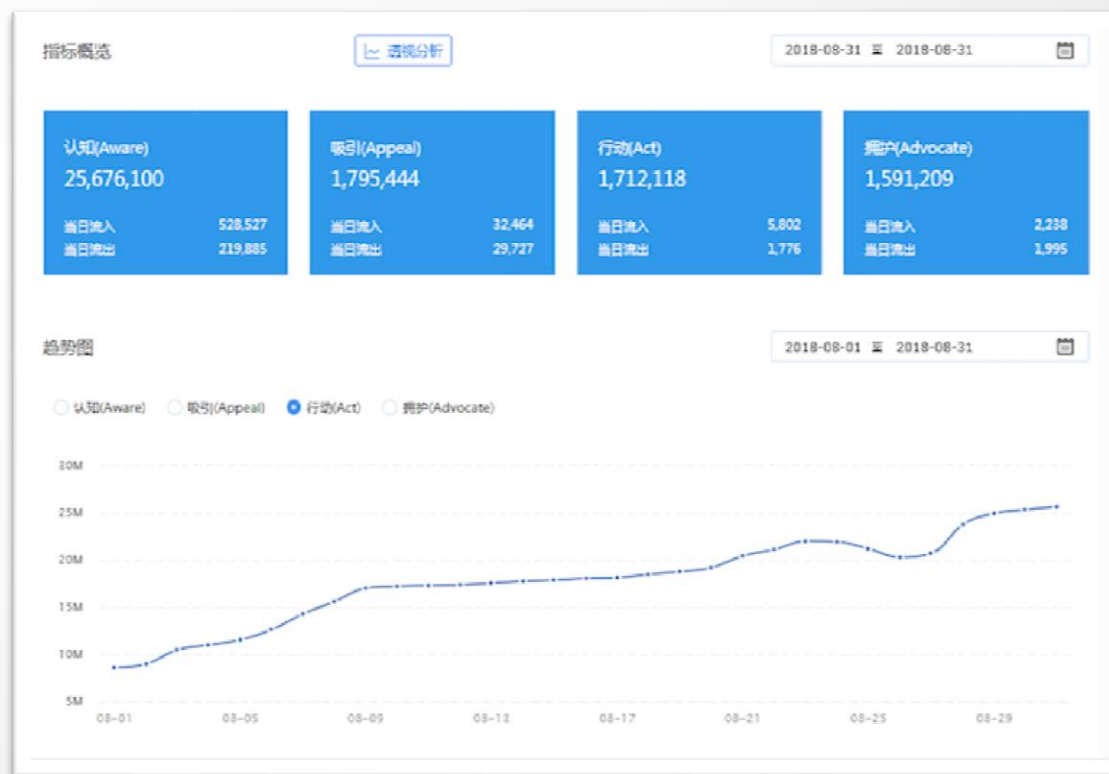 指标概览
透视分析
2018-08-31 至 2018-08-31
认知(Aware)
25,676,100
当日流入 528,527
当日流出 219,885
吸引(Appeal)
1,795,444
当日流入 32,464
当日流出 29,727
行动(Act)
1,712,118
当日流入 5,802
当日流出 1,776
拥护(Advocate)
1,591,209
当日流入 2,238
当日流出 1,995
趋势图
2018-08-01 至 2018-08-31
认知(Aware) 吸引(Appeal) 行动(Act) 拥护(Advocate)
30M
25M
20M
15M
10M
5M
08-01 08-05 08-09 08-13 08-17 08-21 08-25 08-29